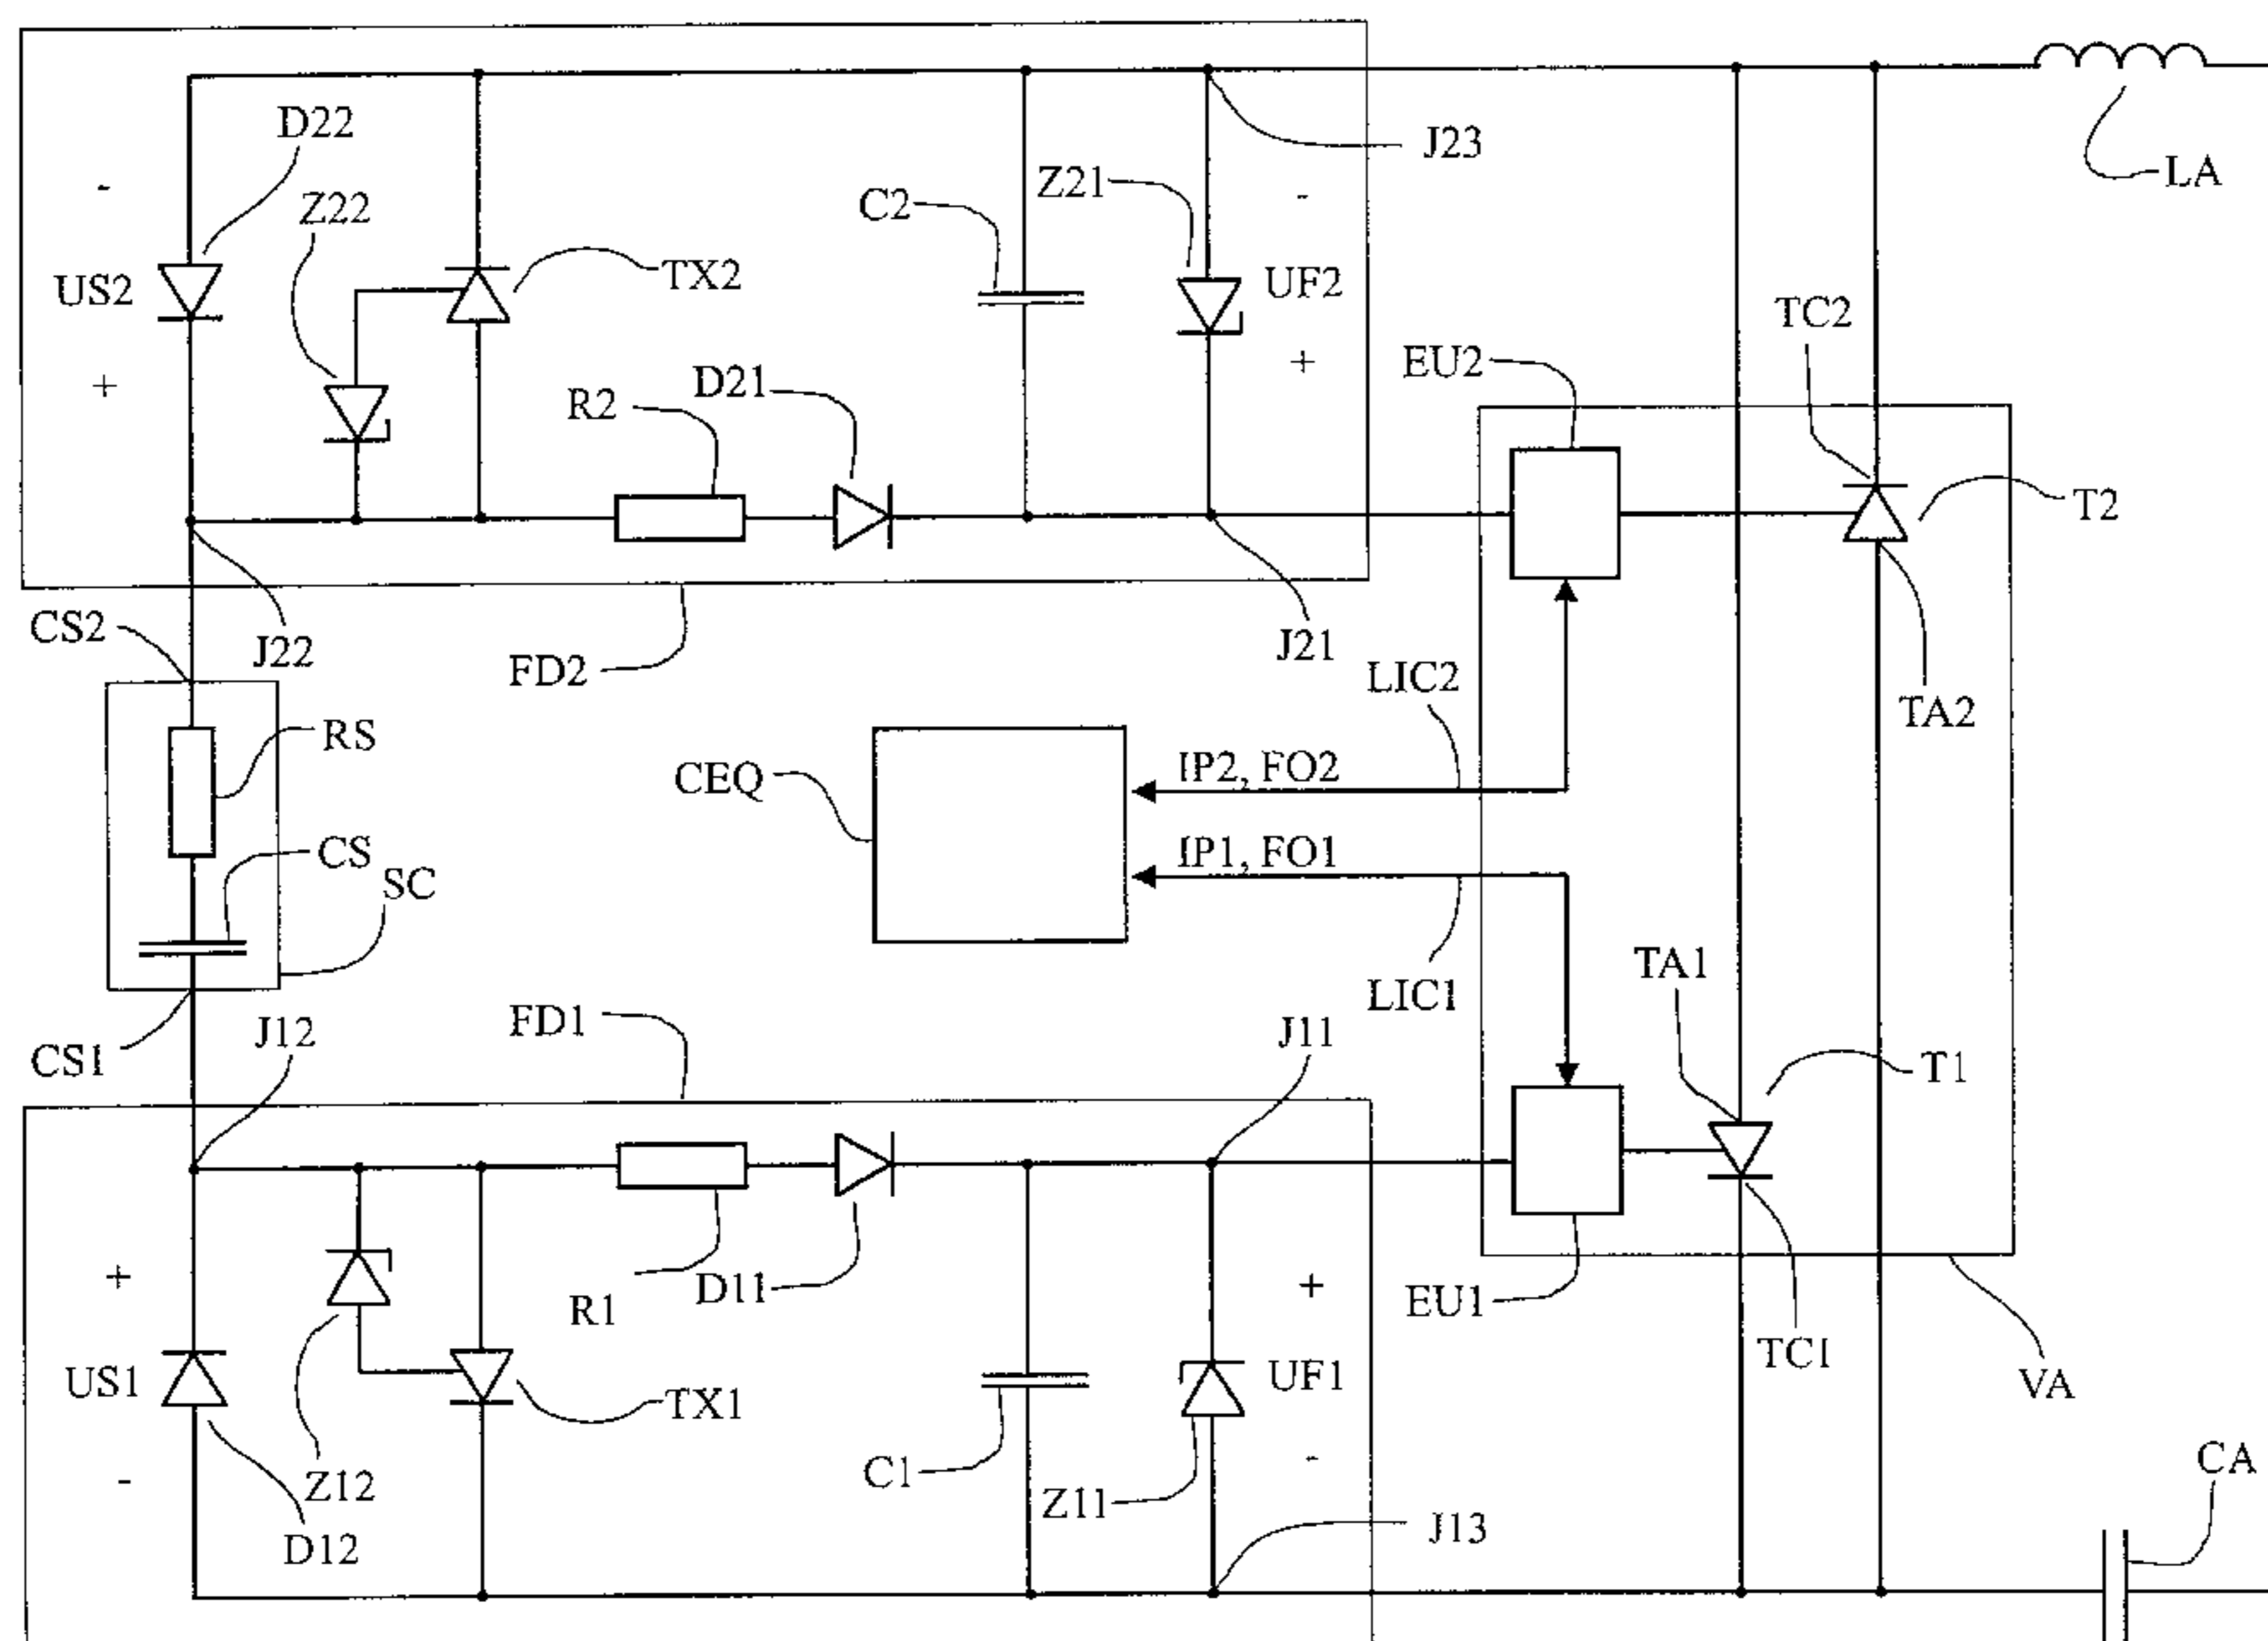 D22
J23
LA
-
Z22
C2
Z21
-
US2
TX2
UF2
TC2
+
R2
D21
+
EU2
T2
CS2
J22
FD2
J21
LIC2
TA2
RS
CEQ
IP2, FO2
CS
SC
IP1, FO1
TA1
LIC1
CS1
J12
FD1
J11
T1
+
R1
D11
+
EU1
TC1
VA
US1
TX1
UF1
-
Z12
C1
Z11
-
CA
D12
J13